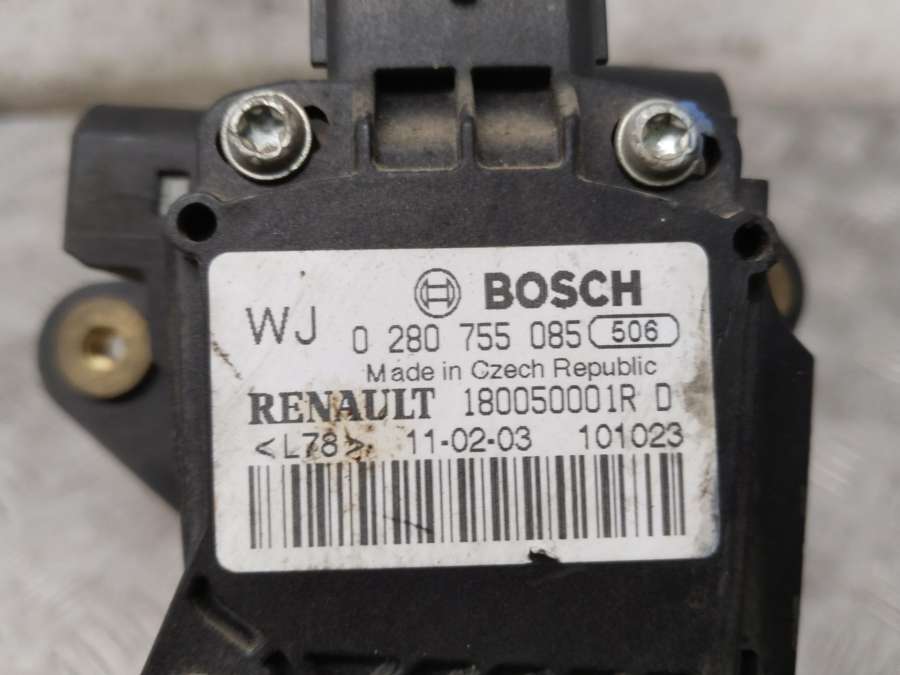 BOSCH
WJ 0 280 755 085 506
Made in Czech Republic
RENAULT 180050001R D
<L78> 11-02-03 101023